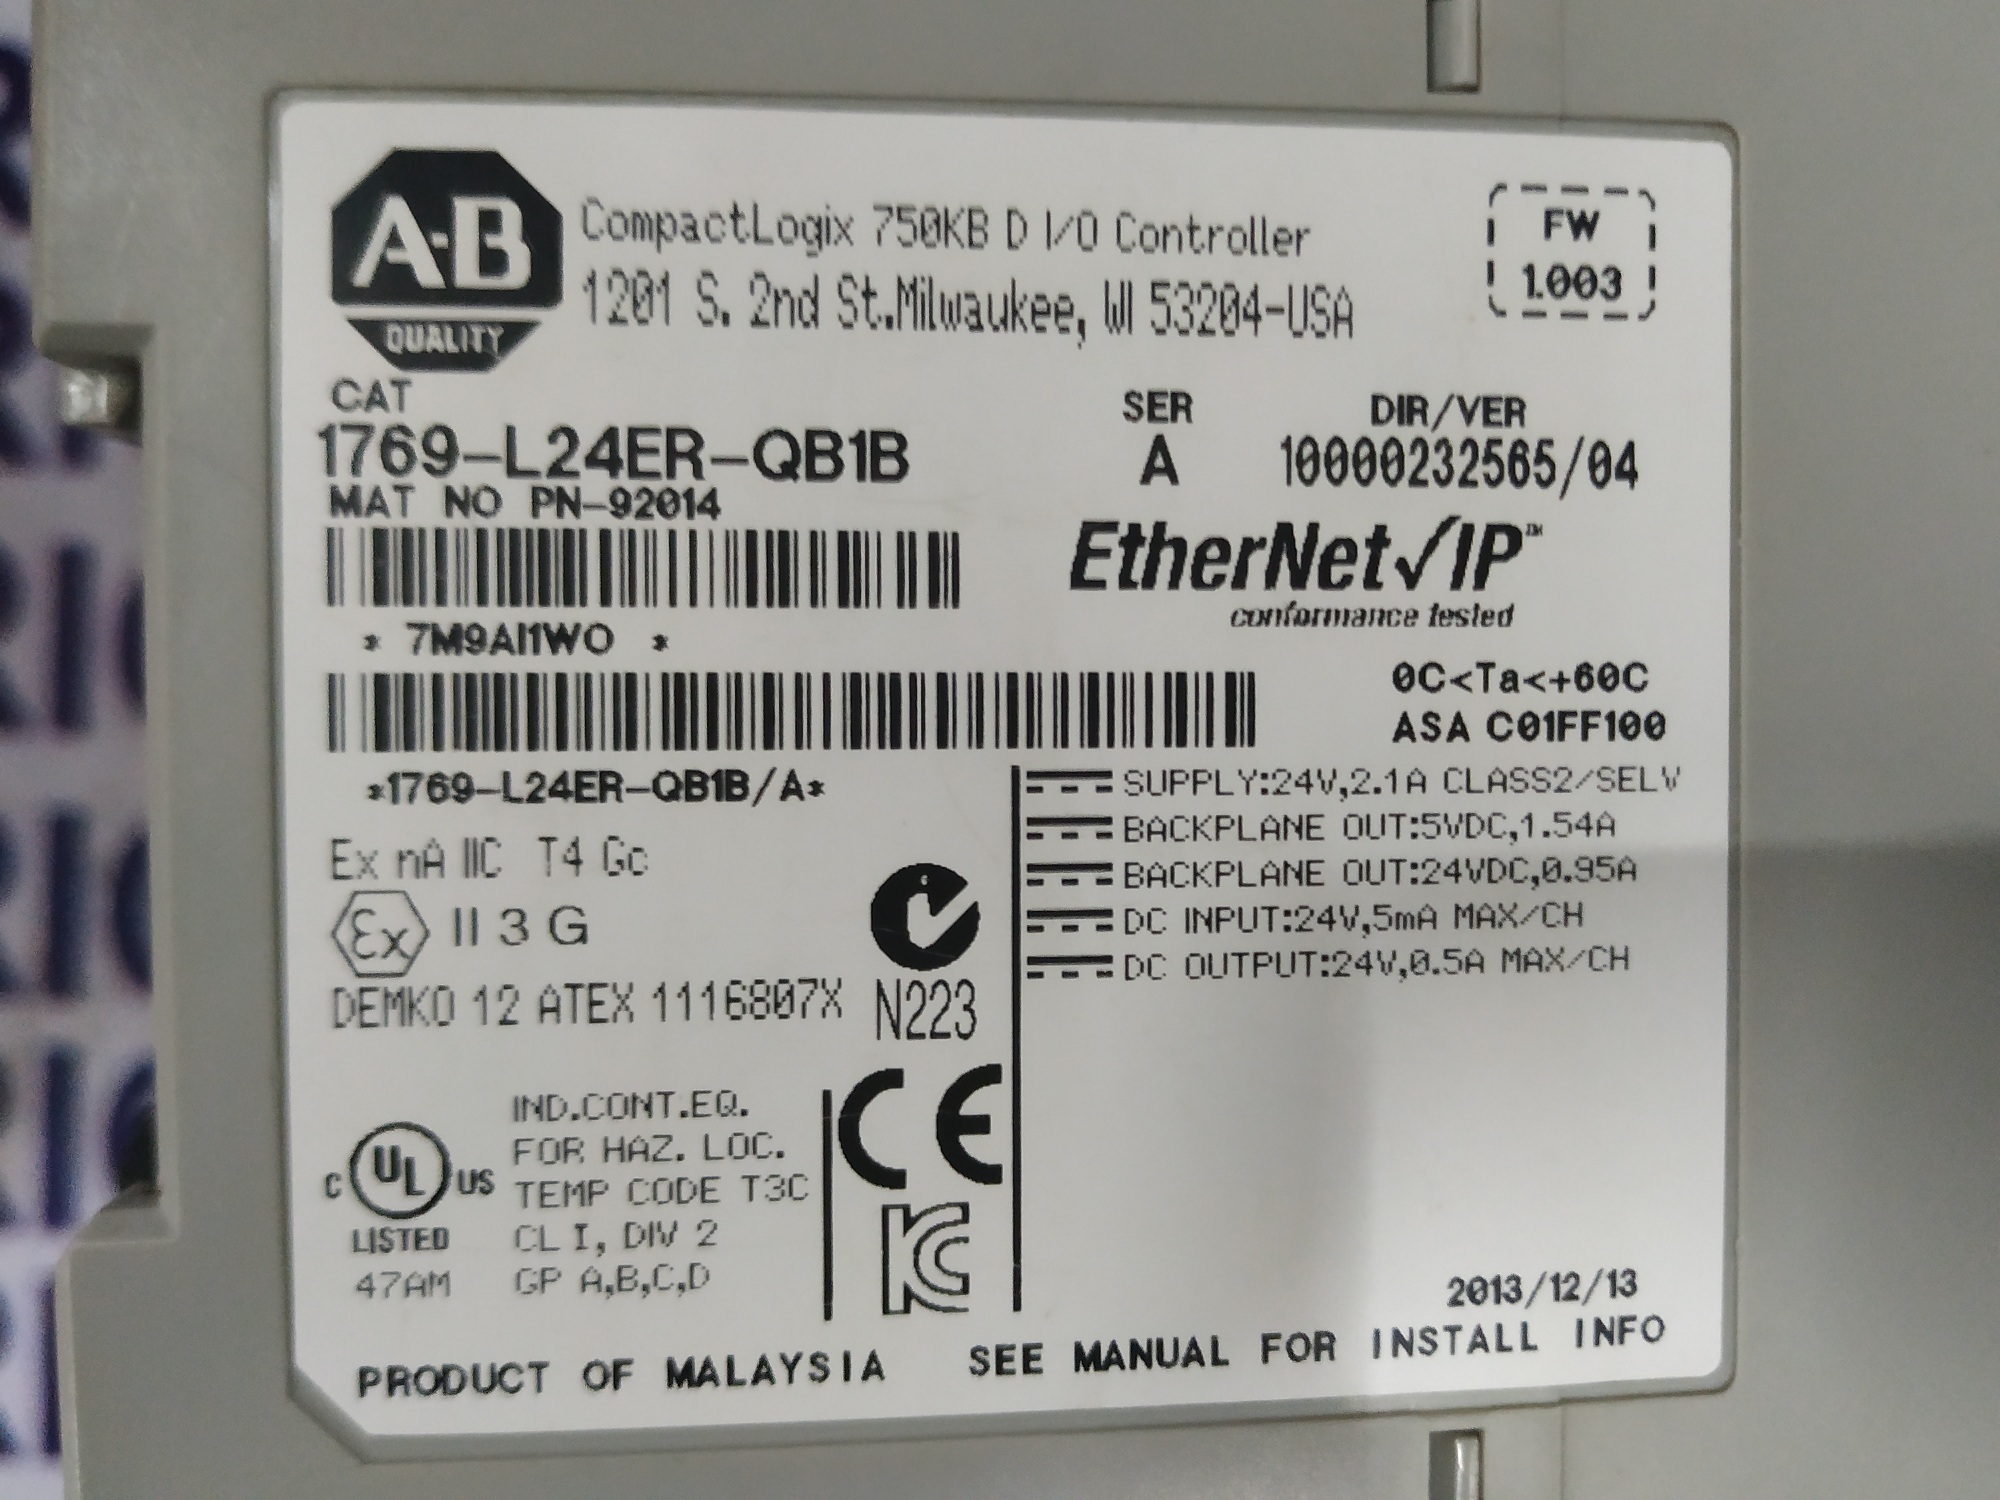 A-B
QUALITY
CompactLogix 750KB D I/O Controller
1201 S. 2nd St.Milwaukee, WI 53204-USA
FW
1.003
CAT
1769-L24ER-QB1B
MAT NO PN-92014
SER
A
DIR/VER
10000232565/04
EtherNet/IP™
conformance tested
* 7M9AI1WO *
0C<Ta<+60C
ASA C01FF100
*1769-L24ER-QB1B/A*
SUPPLY:24V,2.1A CLASS2/SELV
BACKPLANE OUT:5VDC,1.54A
BACKPLANE OUT:24VDC,0.95A
DC INPUT:24V,5mA MAX/CH
DC OUTPUT:24V,0.5A MAX/CH
Ex nA IIC T4 Gc
Ex II 3 G
DEMKO 12 ATEX 1116807X
N223
C UL US
LISTED
47AM
IND.CONT.EQ.
FOR HAZ. LOC.
TEMP CODE T3C
CL I, DIV 2
GP A,B,C,D
CE
KC
2013/12/13
PRODUCT OF MALAYSIA SEE MANUAL FOR INSTALL INFO